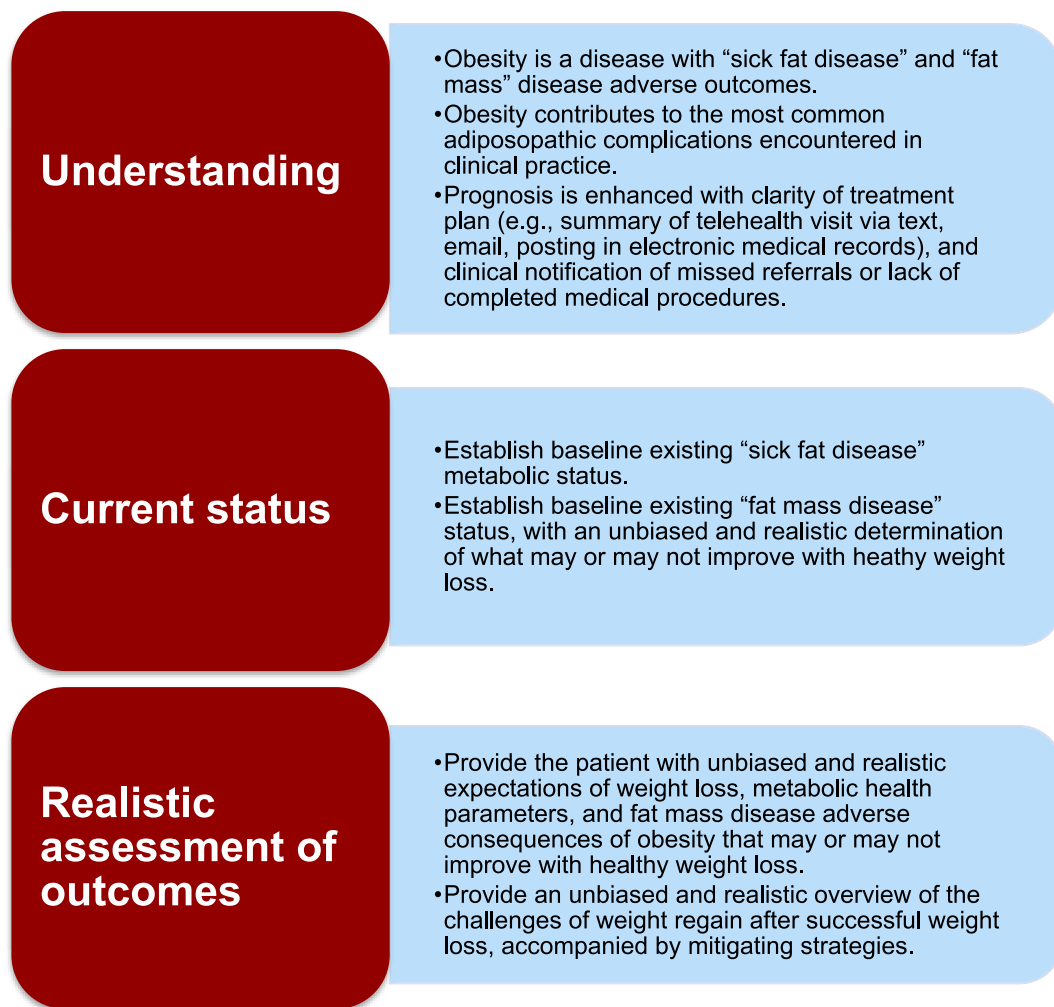 Understanding
•Obesity is a disease with “sick fat disease” and “fat
mass” disease adverse outcomes.
•Obesity contributes to the most common
adiposopathic complications encountered in
clinical practice.
•Prognosis is enhanced with clarity of treatment
plan (e.g., summary of telehealth visit via text,
email, posting in electronic medical records), and
clinical notification of missed referrals or lack of
completed medical procedures.
Current status
•Establish baseline existing “sick fat disease”
metabolic status.
•Establish baseline existing “fat mass disease”
status, with an unbiased and realistic determination
of what may or may not improve with heathy weight
loss.
Realistic
assessment of
outcomes
•Provide the patient with unbiased and realistic
expectations of weight loss, metabolic health
parameters, and fat mass disease adverse
consequences of obesity that may or may not
improve with healthy weight loss.
•Provide an unbiased and realistic overview of the
challenges of weight regain after successful weight
loss, accompanied by mitigating strategies.